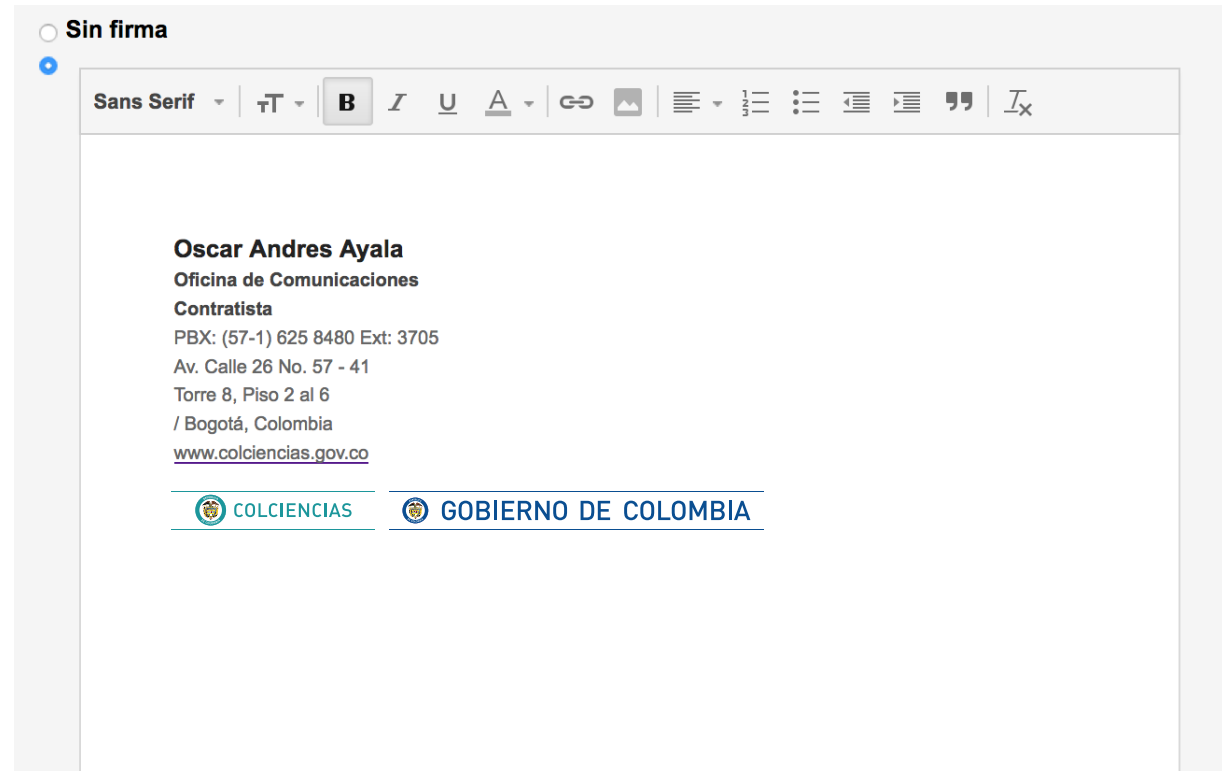 Sin firma
Sans Serif
Oscar Andres Ayala
Oficina de Comunicaciones
Contratista
PBX: (57-1) 625 8480 Ext: 3705
Av. Calle 26 No. 57 - 41
Torre 8, Piso 2 al 6
/ Bogotá, Colombia
www.colciencias.gov.co
COLCIENCIAS GOBIERNO DE COLOMBIA